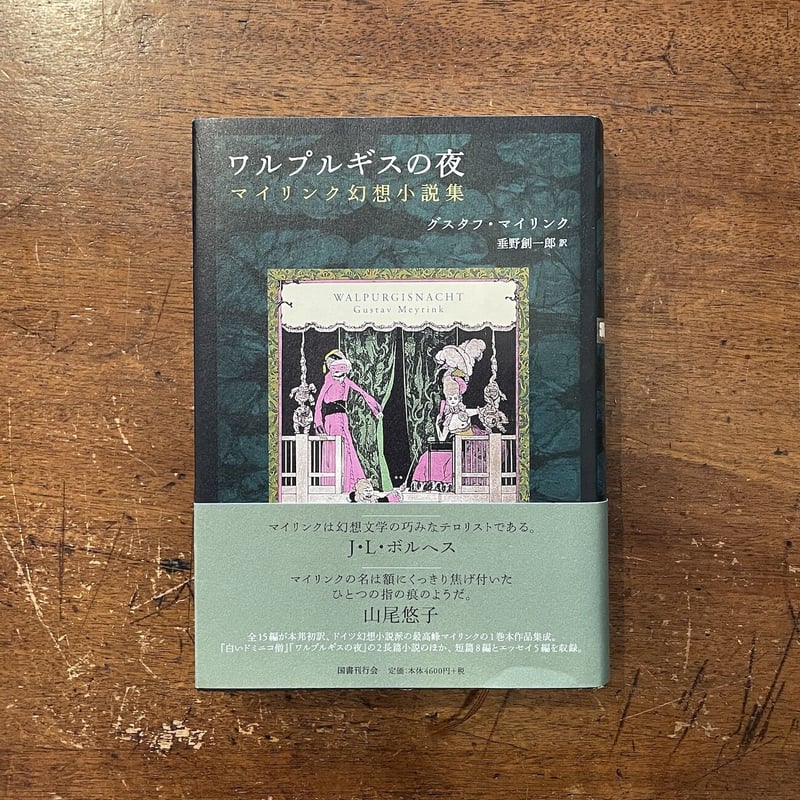 ワルプルギスの夜
マイリンク幻想小説集
グスタフ・マイリンク
垂野創一郎 訳
WALPURGISNACHT
Gustav Meyrink
マイリンクは幻想文学の巧みなテロリストである。
J・L・ボルヘス
マイリンクの名は額にくっきり焦げ付いた
ひとつの指の痕のようだ。
山尾悠子
全15編が本邦初訳、ドイツ幻想小説派の最高峰マイリンクの1巻本作品集成。
『白いドミニコ僧』『ワルプルギスの夜』の2長篇小説のほか、短篇8編とエッセイ5編を収録。
国書刊行会 定価:本体4600円+税